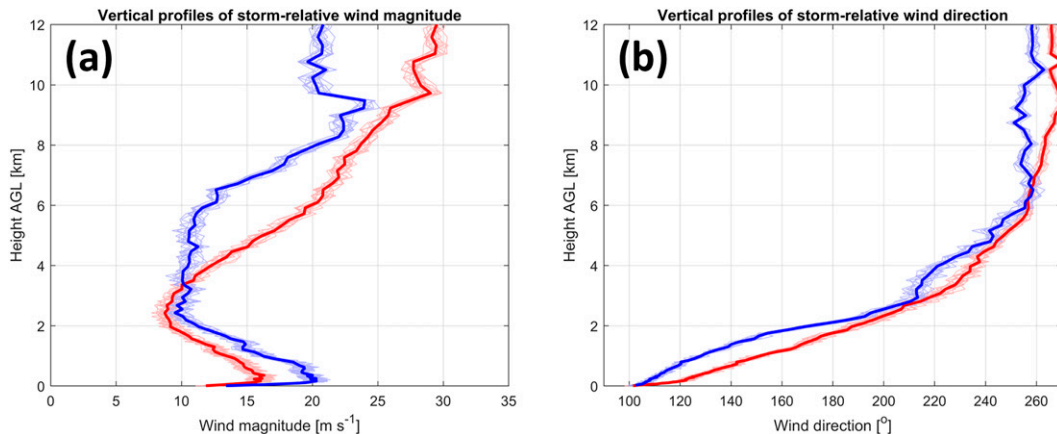 Vertical profiles of storm-relative wind magnitude
(a)
12
10
8
6
4
2
0
Height AGL [km]
0 5 10 15 20 25 30 35
Wind magnitude [m s⁻¹]
Vertical profiles of storm-relative wind direction
(b)
12
10
8
6
4
2
0
Height AGL [km]
100 120 140 160 180 200 220 240 260
Wind direction [°]